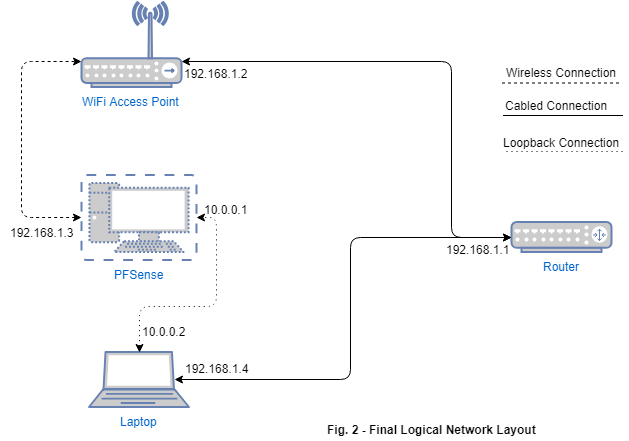 192.168.1.2
WiFi Access Point
Wireless Connection
Cabled Connection
Loopback Connection
10.0.0.1
192.168.1.3
PFSense
192.168.1.1
Router
10.0.0.2
192.168.1.4
Laptop
Fig. 2 - Final Logical Network Layout